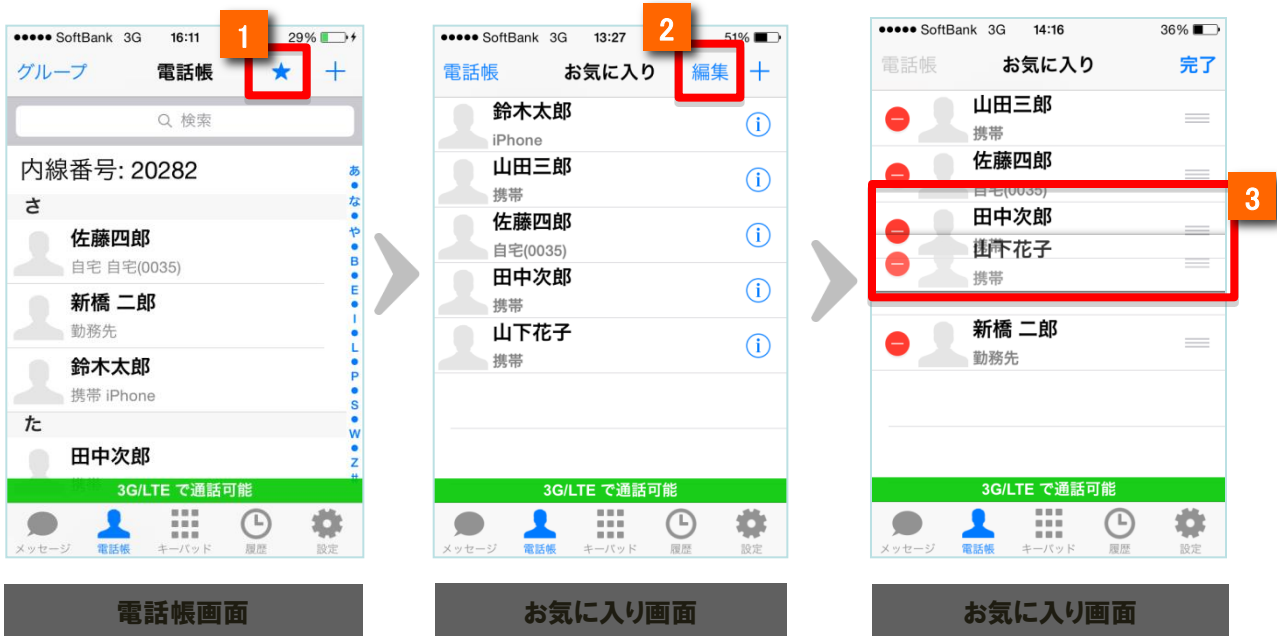 SoftBank 3G 16:11 29%
1
グループ 電話帳 ★ +
検索
内線番号: 20282
さ
佐藤四郎
自宅 自宅(0035)
新橋 二郎
勤務先
鈴木太郎
携帯 iPhone
た
田中次郎
あ
な
や
B
E
I
L
P
S
W
Z
#
3G/LTE で通話可能
メッセージ 電話帳 キーパッド 履歴 設定
電話帳画面
SoftBank 3G 13:27 51%
2
電話帳 お気に入り 編集 +
鈴木太郎
iPhone
山田三郎
携帯
佐藤四郎
自宅(0035)
田中次郎
携帯
山下花子
携帯
3G/LTE で通話可能
メッセージ 電話帳 キーパッド 履歴 設定
お気に入り画面
SoftBank 3G 14:16 36%
電話帳 お気に入り 完了
山田三郎
携帯
佐藤四郎
自宅(0035)
3
田中次郎
携帯
山下花子
携帯
新橋 二郎
勤務先
3G/LTE で通話可能
メッセージ 電話帳 キーパッド 履歴 設定
お気に入り画面